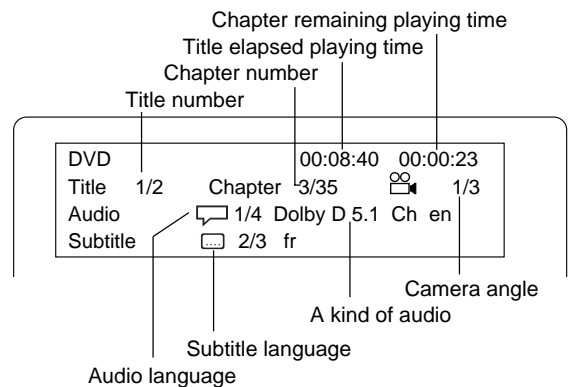 Chapter remaining playing time
Title elapsed playing time
Chapter number
Title number
DVD 00:08:40 00:00:23
Title 1/2 Chapter 3/35 1/3
Audio 1/4 Dolby D 5.1 Ch en
Subtitle 2/3 fr
Camera angle
A kind of audio
Subtitle language
Audio language